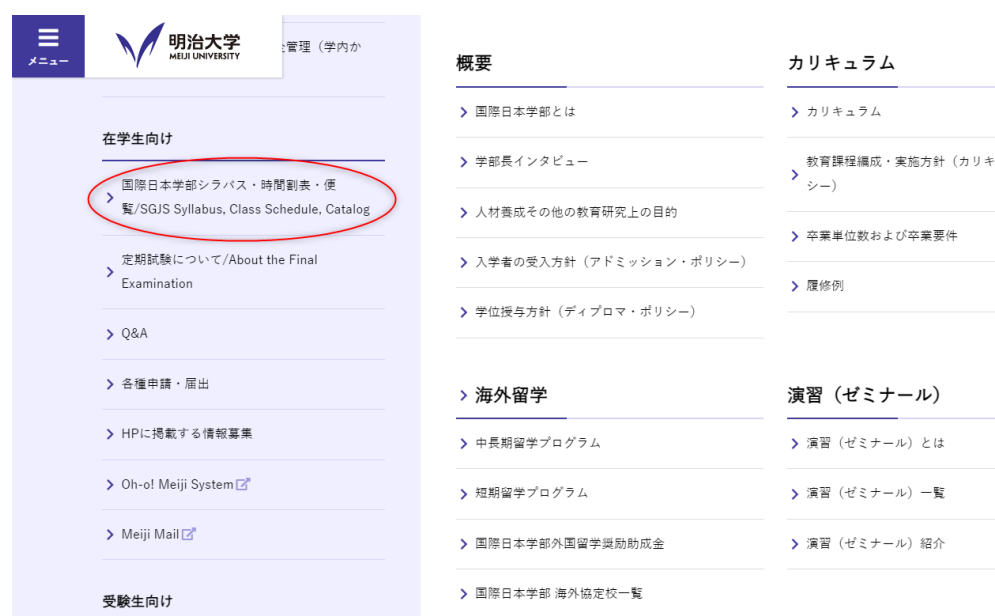 メニュー
明治大学
MEIJI UNIVERSITY
管理（学内か
在学生向け
国際日本学部シラバス・時間割表・便
覧/SGJS Syllabus, Class Schedule, Catalog
定期試験について/About the Final
Examination
Q&A
各種申請・届出
HPに掲載する情報募集
Oh-o! Meiji System
Meiji Mail
受験生向け
概要
国際日本学部とは
学部長インタビュー
人材養成その他の教育研究上の目的
入学者の受入方針（アドミッション・ポリシー）
学位授与方針（ディプロマ・ポリシー）
カリキュラム
カリキュラム
教育課程編成・実施方針（カリキ
シー）
卒業単位数および卒業要件
履修例
海外留学
中長期留学プログラム
短期留学プログラム
国際日本学部外国留学奨励助成金
国際日本学部 海外協定校一覧
演習（ゼミナール）
演習（ゼミナール）とは
演習（ゼミナール）一覧
演習（ゼミナール）紹介